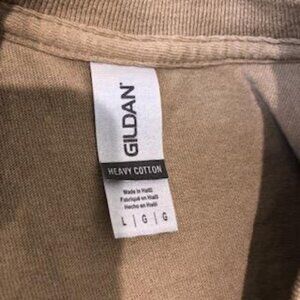 GILDAN
HEAVY COTTON
Made in Haiti
Fabriqué en Haïti
Hecho en Haití
L | G | G